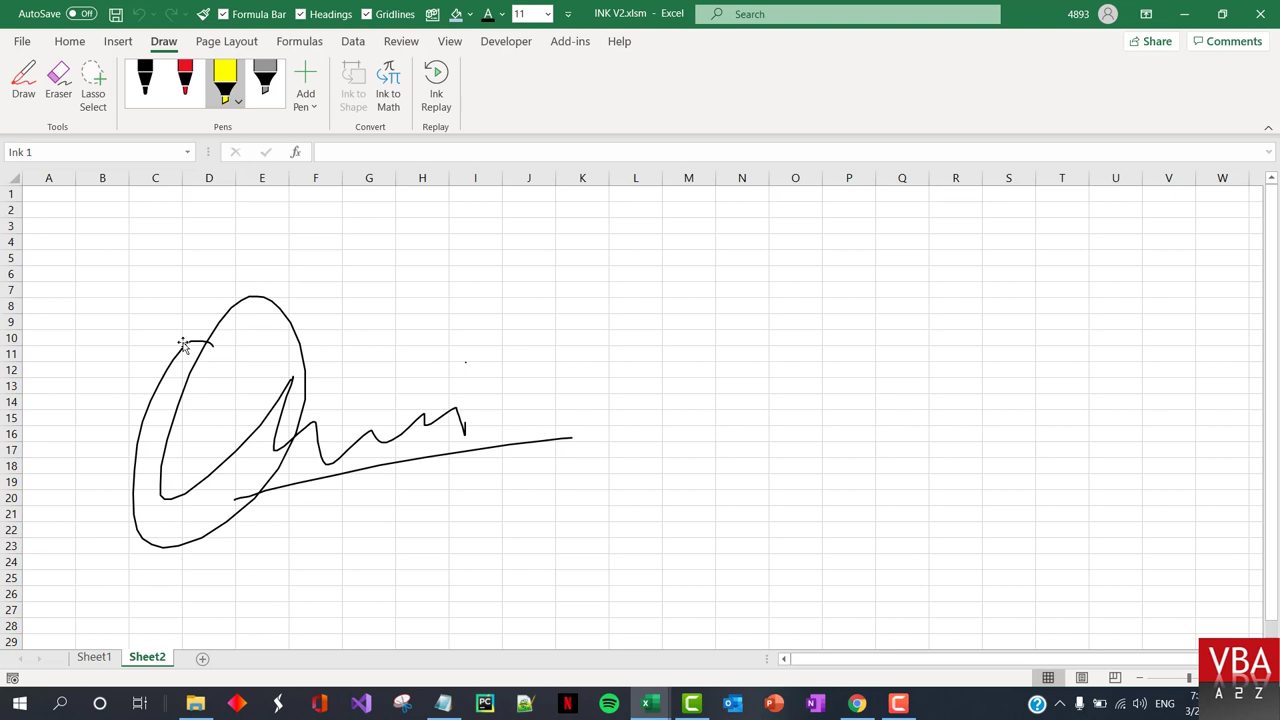 AutoSave Off Formula Bar Headings Gridlines 11 INK V2.xlsm - Excel Search 4893
File Home Insert Draw Page Layout Formulas Data Review View Developer Add-ins Help Share Comments
Draw Eraser Lasso Select Add Pen Ink to Shape Ink to Math Ink Replay
Tools Pens Convert Replay
Ink 1 fx
A B C D E F G H I J K L M N O P Q R S T U V W
1
2
3
4
5
6
7
8
9
10
11
12
13
14
15
16
17
18
19
20
21
22
23
24
25
26
27
28
29
Sheet1 Sheet2
VBA
A 2 Z
ENG